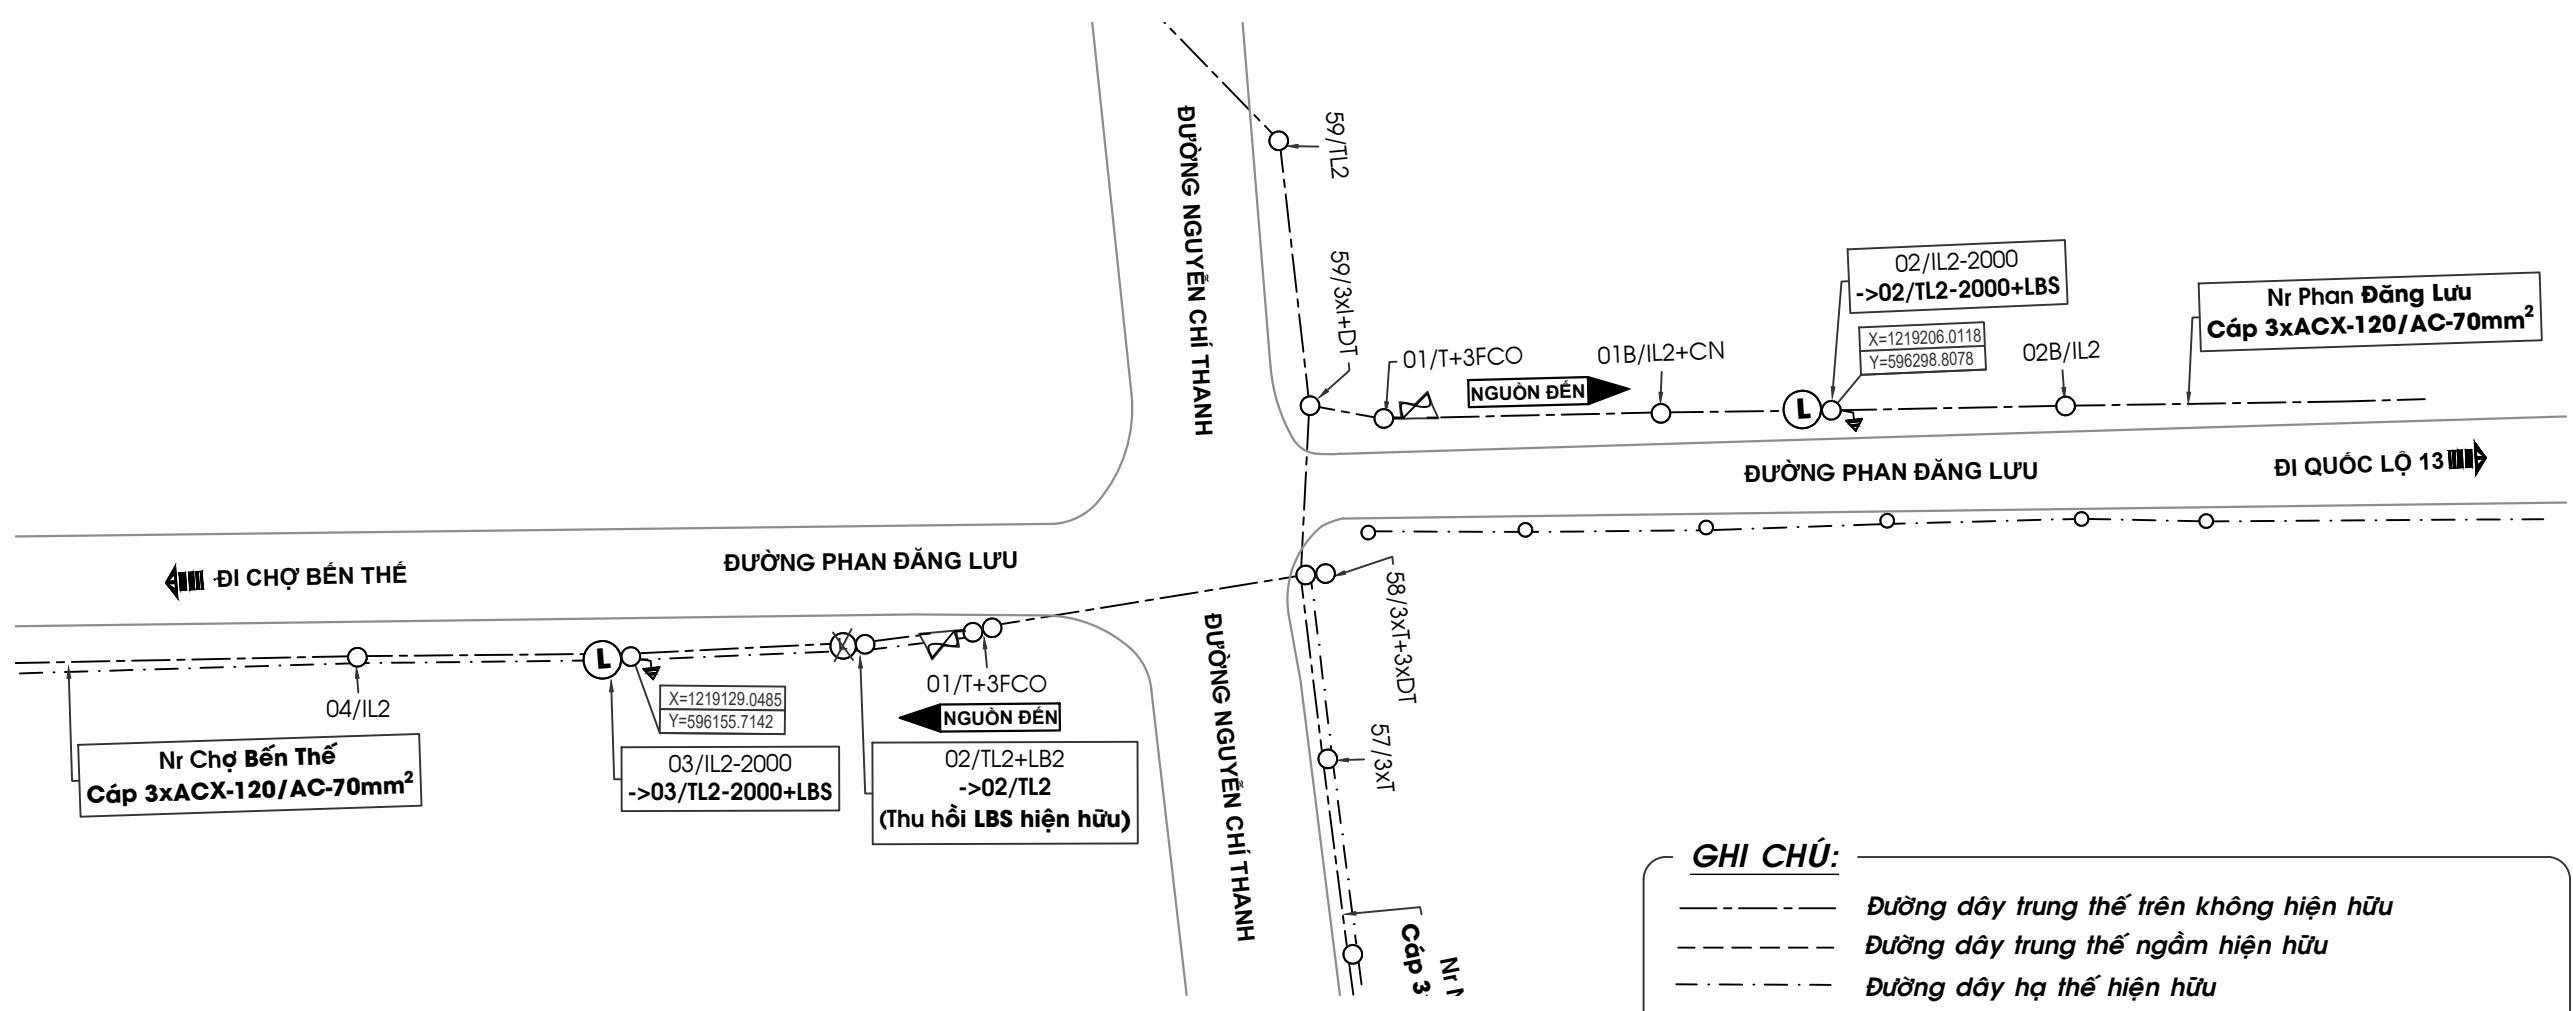 ĐƯỜNG NGUYỄN CHÍ THANH
59/TL2
59/3xI+DT
01/T+3FCO
NGUỒN ĐẾN
01B/IL2+CN
02/IL2-2000
->02/TL2-2000+LBS
X=1219206.0118
Y=596298.8078
L
02B/IL2
Nr Phan Đăng Lưu
Cáp 3xACX-120/AC-70mm²
ĐƯỜNG PHAN ĐĂNG LƯU
ĐI QUỐC LỘ 13
ĐI CHỢ BẾN THẾ
ĐƯỜNG PHAN ĐĂNG LƯU
58/3xT+3xDT
57/3xT
ĐƯỜNG NGUYỄN CHÍ THANH
04/IL2
L
X=1219129.0485
Y=596155.7142
01/T+3FCO
NGUỒN ĐẾN
Nr Chợ Bến Thế
Cáp 3xACX-120/AC-70mm²
03/IL2-2000
->03/TL2-2000+LBS
02/TL2+LB2
->02/TL2
(Thu hồi LBS hiện hữu)
Nr
Cáp 3
GHI CHÚ:
Đường dây trung thế trên không hiện hữu
Đường dây trung thế ngầm hiện hữu
Đường dây hạ thế hiện hữu